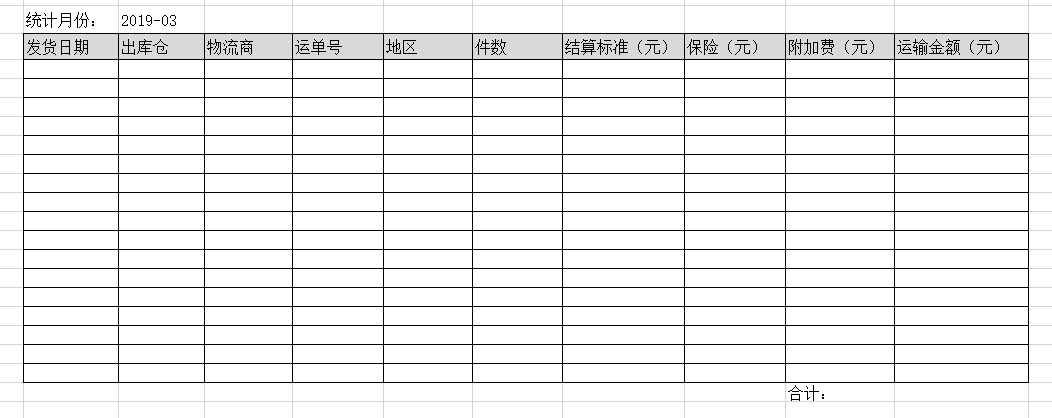 统计月份： 2019-03
发货日期 出库仓 物流商 运单号 地区 件数 结算标准（元） 保险（元） 附加费（元） 运输金额（元）
合计：